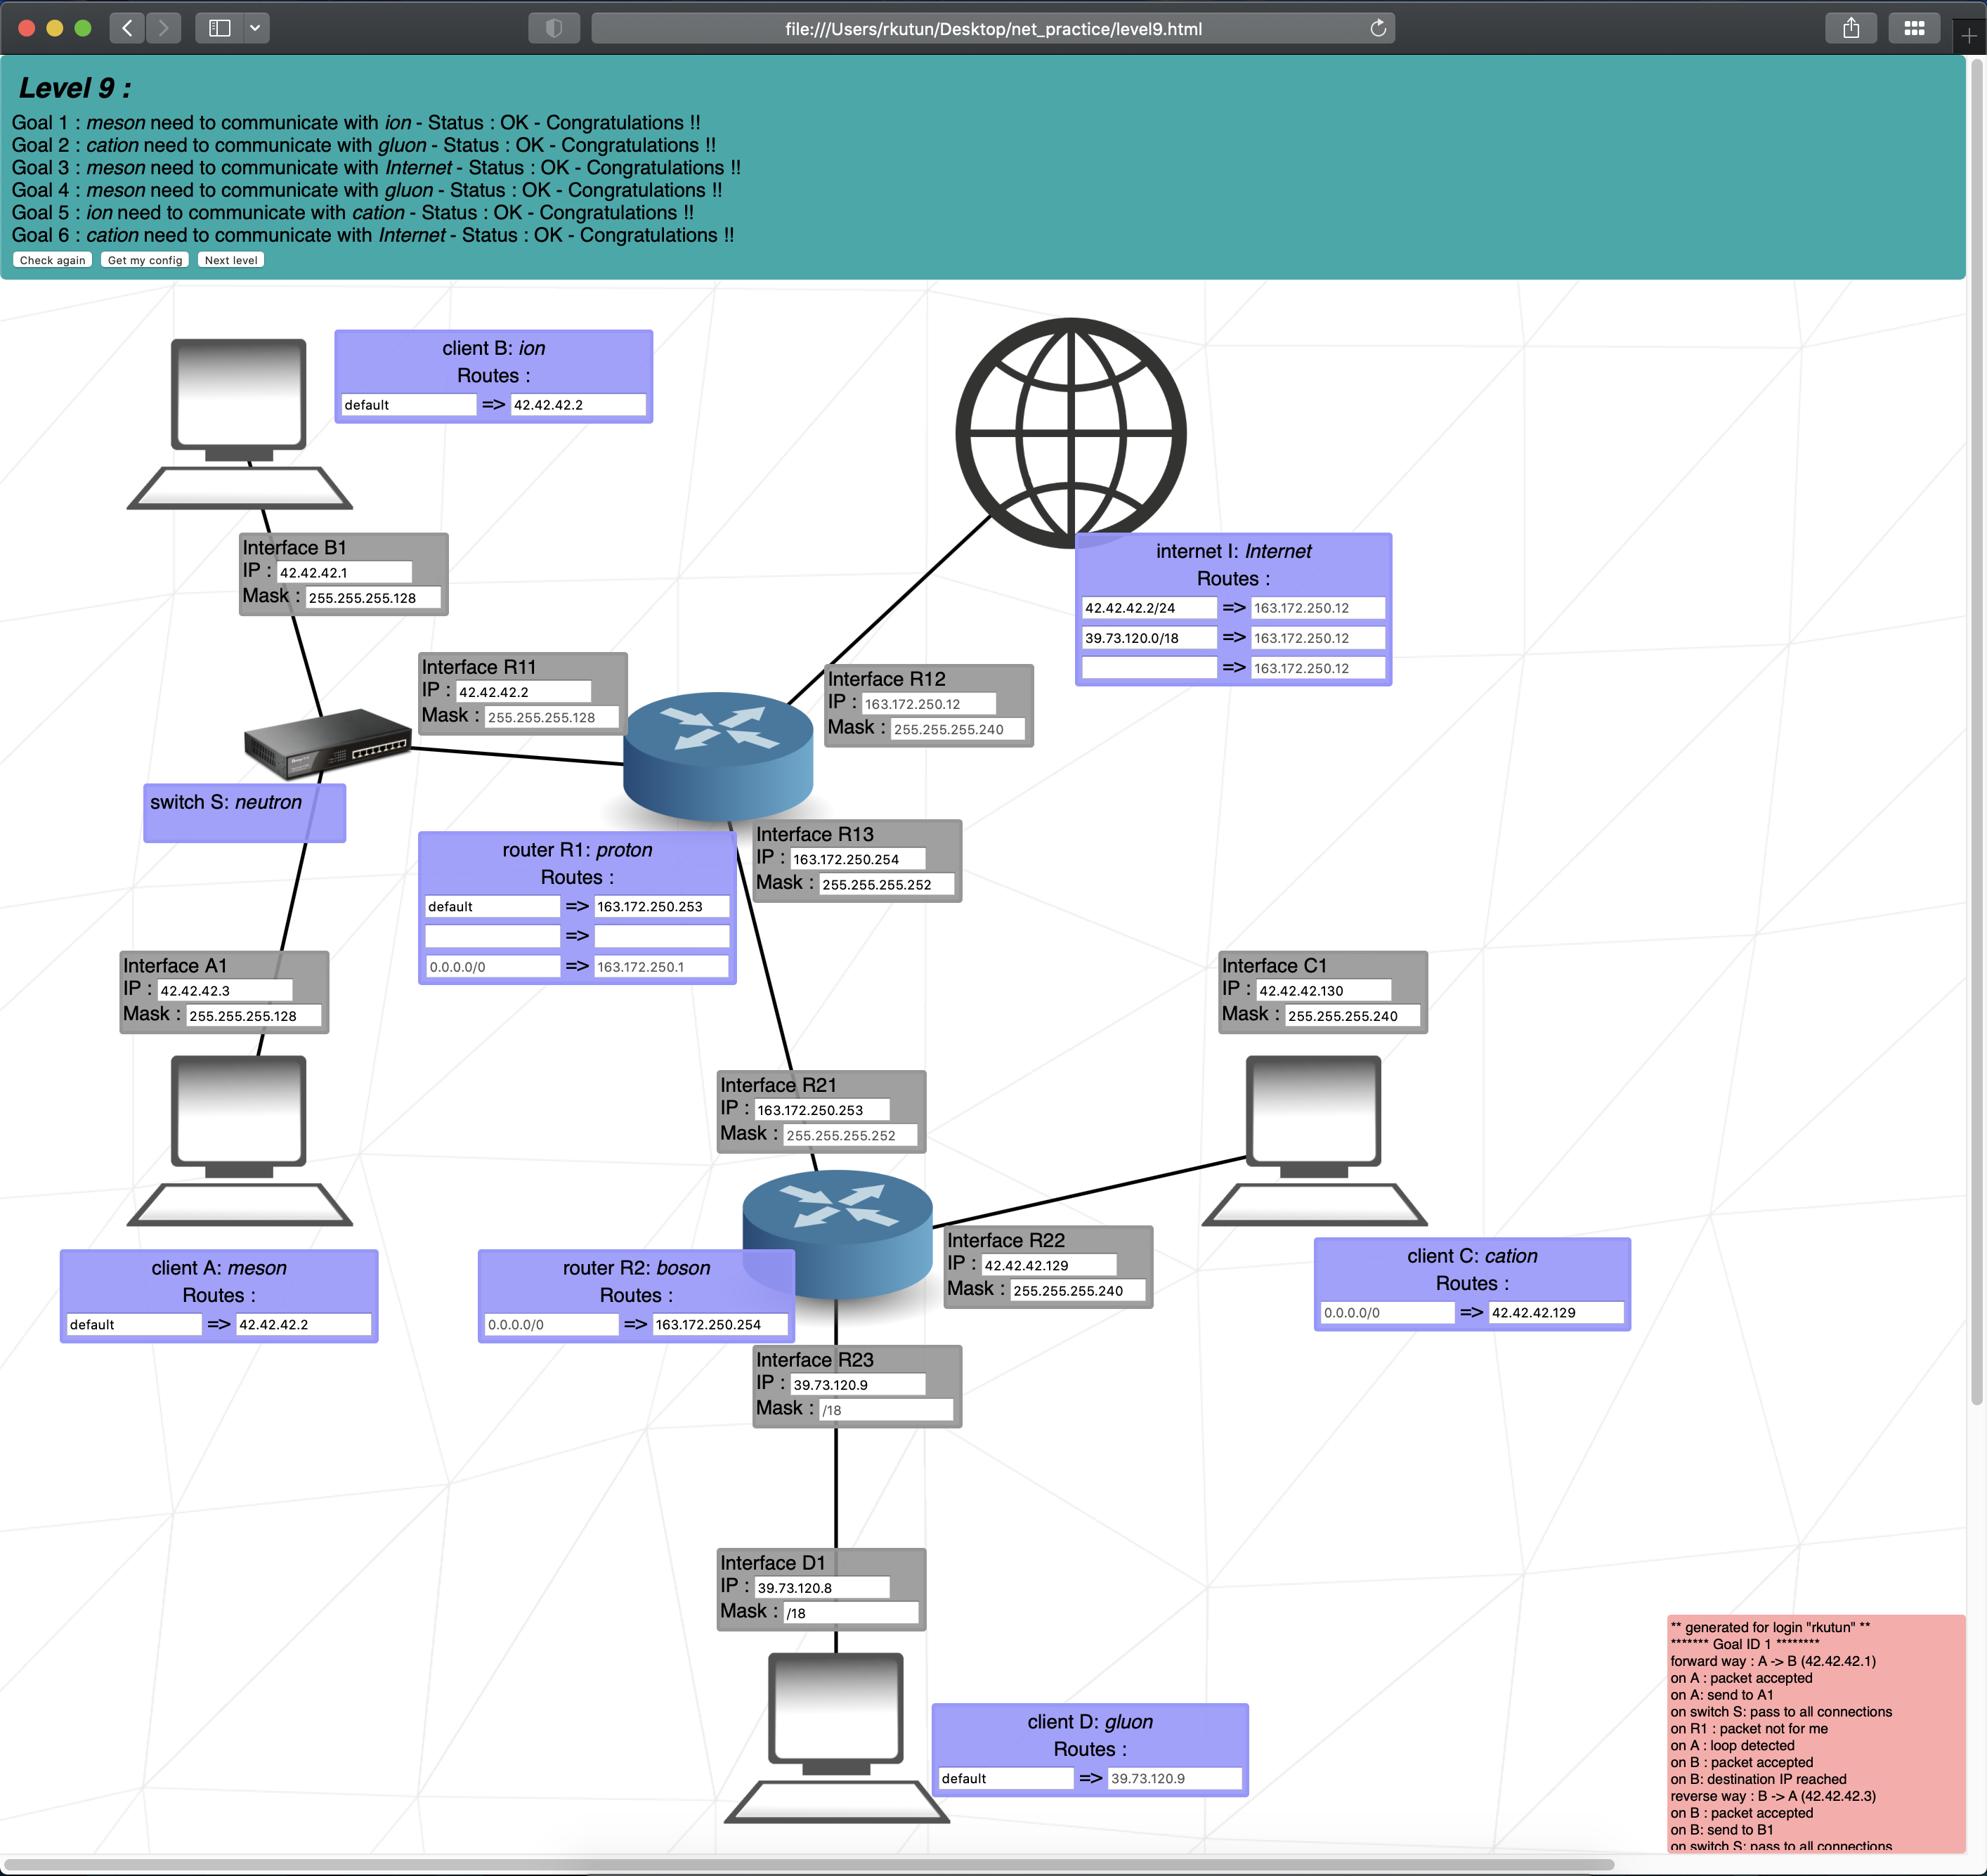 file:///Users/rkutun/Desktop/net_practice/level9.html
Level 9 :
Goal 1 : meson need to communicate with ion - Status : OK - Congratulations !!
Goal 2 : cation need to communicate with gluon - Status : OK - Congratulations !!
Goal 3 : meson need to communicate with Internet - Status : OK - Congratulations !!
Goal 4 : meson need to communicate with gluon - Status : OK - Congratulations !!
Goal 5 : ion need to communicate with cation - Status : OK - Congratulations !!
Goal 6 : cation need to communicate with Internet - Status : OK - Congratulations !!
Check again Get my config Next level
client B: ion
Routes :
default => 42.42.42.2
Interface B1
IP : 42.42.42.1
Mask : 255.255.255.128
internet I: Internet
Routes :
42.42.42.2/24 => 163.172.250.12
39.73.120.0/18 => 163.172.250.12
=> 163.172.250.12
Interface R11
IP : 42.42.42.2
Mask : 255.255.255.128
Interface R12
IP : 163.172.250.12
Mask : 255.255.255.240
switch S: neutron
Interface R13
IP : 163.172.250.254
Mask : 255.255.255.252
router R1: proton
Routes :
default => 163.172.250.253
=>
0.0.0.0/0 => 163.172.250.1
Interface A1
IP : 42.42.42.3
Mask : 255.255.255.128
Interface C1
IP : 42.42.42.130
Mask : 255.255.255.240
Interface R21
IP : 163.172.250.253
Mask : 255.255.255.252
Interface R22
IP : 42.42.42.129
Mask : 255.255.255.240
client A: meson
Routes :
default => 42.42.42.2
router R2: boson
Routes :
0.0.0.0/0 => 163.172.250.254
client C: cation
Routes :
0.0.0.0/0 => 42.42.42.129
Interface R23
IP : 39.73.120.9
Mask : /18
Interface D1
IP : 39.73.120.8
Mask : /18
client D: gluon
Routes :
default => 39.73.120.9
** generated for login "rkutun" **
******* Goal ID 1 ********
forward way : A -> B (42.42.42.1)
on A : packet accepted
on A: send to A1
on switch S: pass to all connections
on R1 : packet not for me
on A : loop detected
on B : packet accepted
on B: destination IP reached
reverse way : B -> A (42.42.42.3)
on B : packet accepted
on B: send to B1
on switch S: pass to all connections